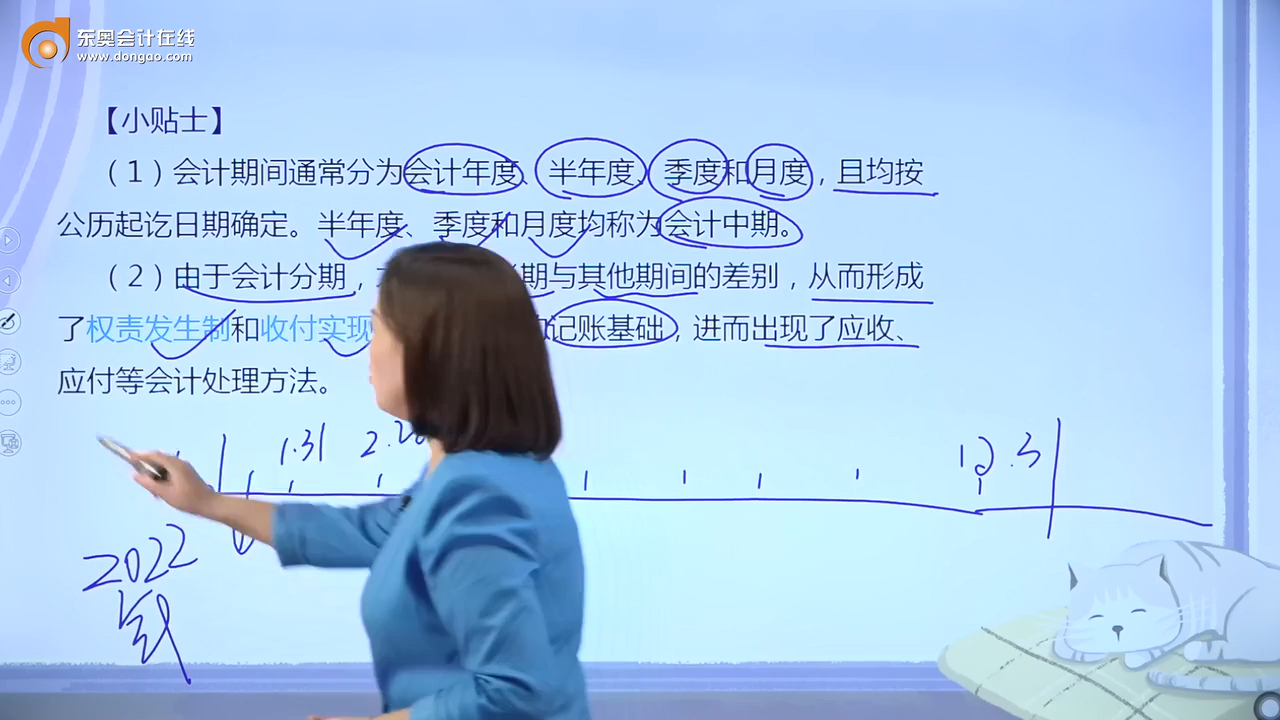 东奥会计在线
www.dongao.com
【小贴士】
（1）会计期间通常分为会计年度、半年度、季度和月度，且均按
公历起讫日期确定。半年度、季度和月度均称为会计中期。
（2）由于会计分期，期与其他期间的差别，从而形成
了权责发生制和收付实现记账基础，进而出现了应收、
应付等会计处理方法。
1.31 2.28 12.3
2022